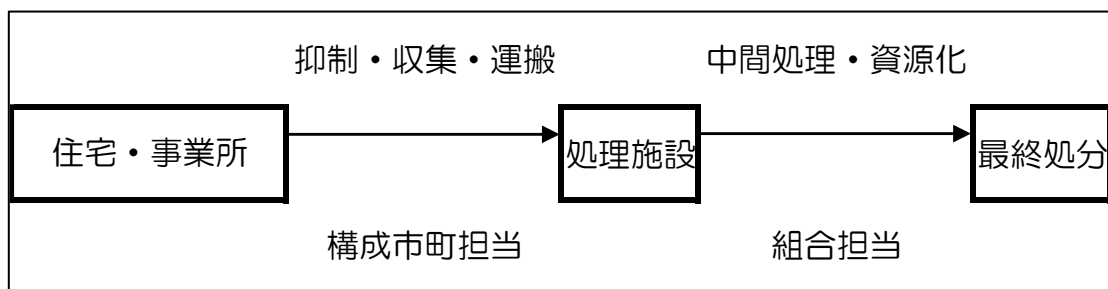 抑制・収集・運搬
中間処理・資源化
住宅・事業所
処理施設
最終処分
構成市町担当
組合担当